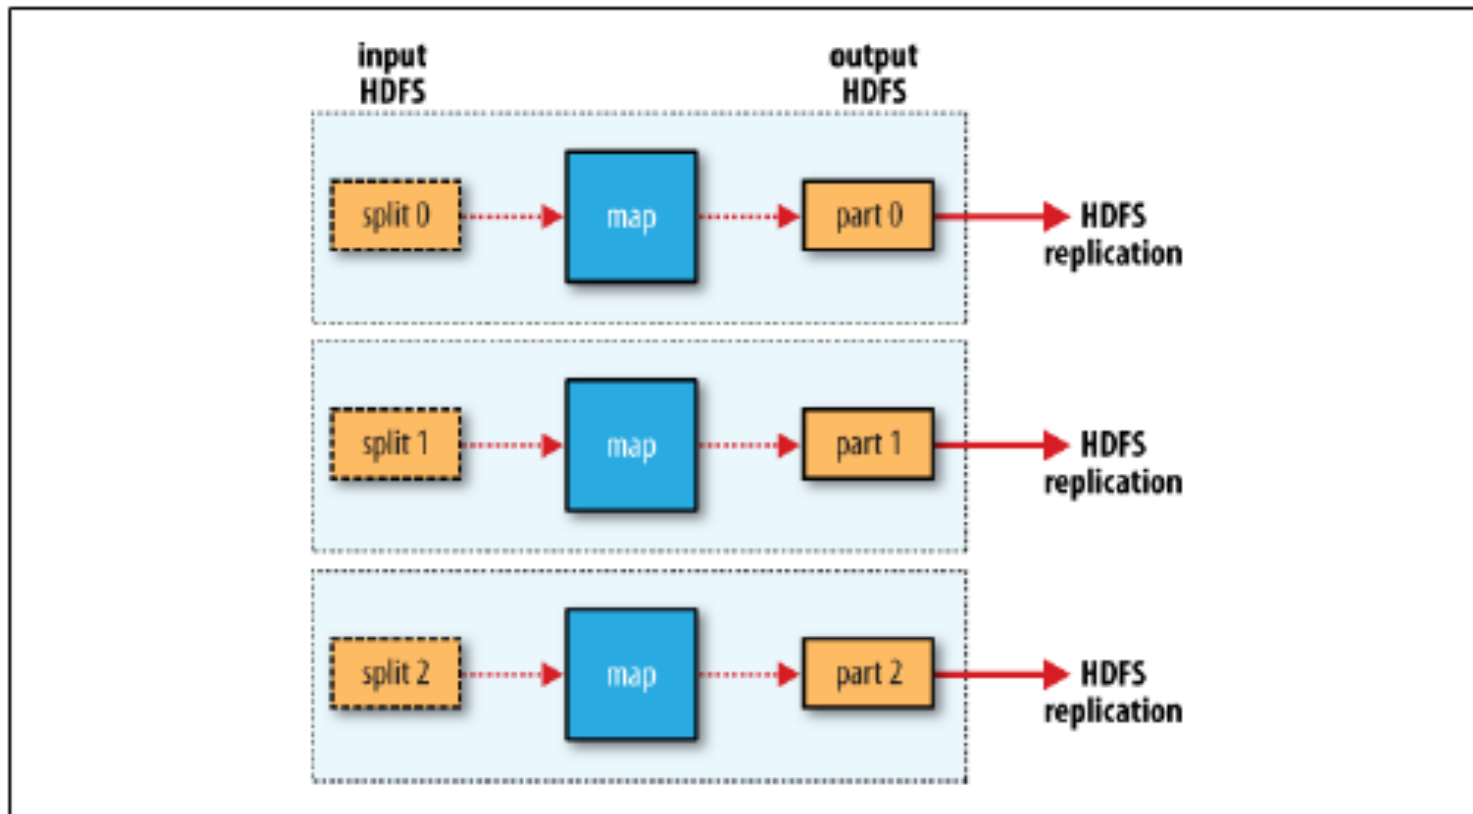 input
HDFS
output
HDFS
split 0
map
part 0
HDFS
replication
split 1
map
part 1
HDFS
replication
split 2
map
part 2
HDFS
replication